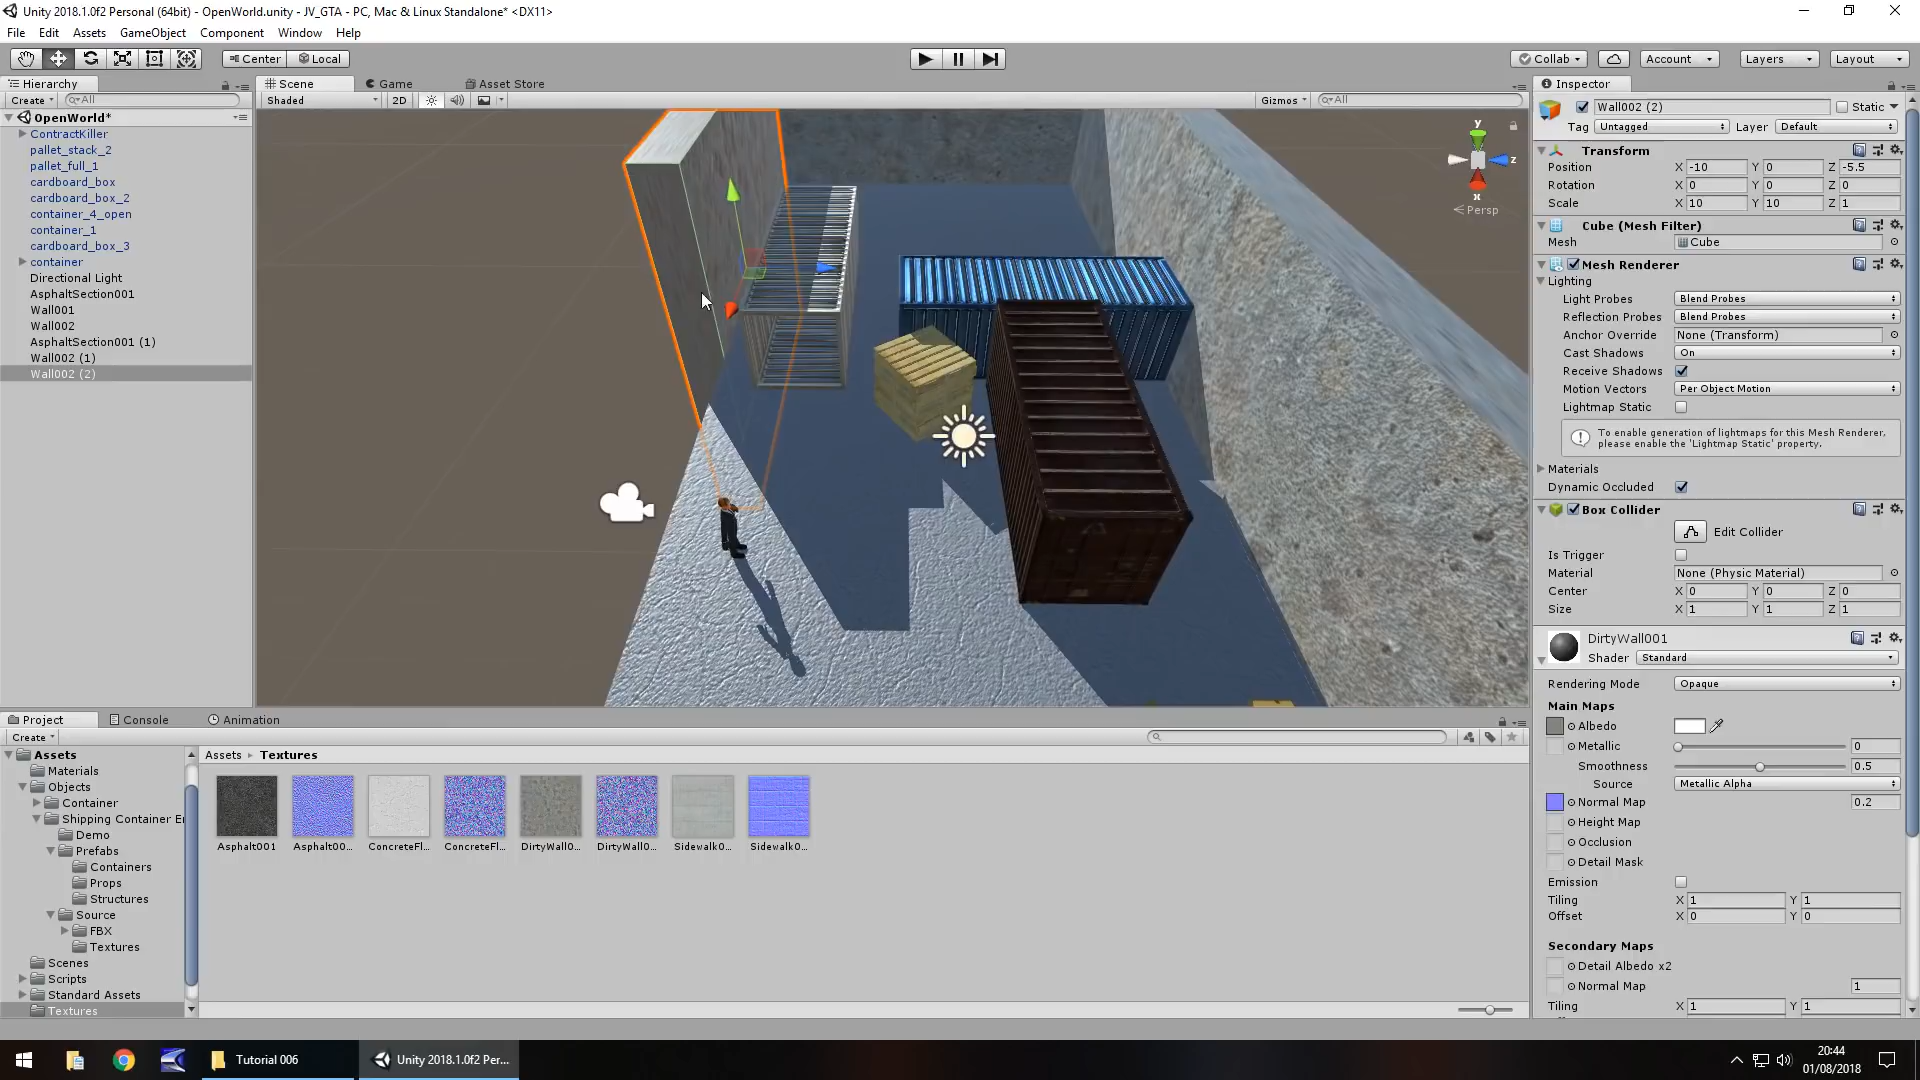 Unity 2018.1.0f2 Personal (64bit) - OpenWorld.unity - JV_GTA - PC, Mac & Linux Standalone* <DX11>
File Edit Assets GameObject Component Window Help
Center Local Collab Account Layers Layout
Hierarchy
Create All
OpenWorld*
ContractKiller
pallet_stack_2
pallet_full_1
cardboard_box
cardboard_box_2
container_4_open
container_1
cardboard_box_3
container
Directional Light
AsphaltSection001
Wall001
Wall002
AsphaltSection001 (1)
Wall002 (1)
Wall002 (2)
Scene Game Asset Store
Shaded 2D Gizmos All
y
z
x
Persp
Inspector
Wall002 (2) Static
Tag Untagged Layer Default
Transform
Position X -10 Y 0 Z -5.5
Rotation X 0 Y 0 Z 0
Scale X 10 Y 10 Z 1
Cube (Mesh Filter)
Mesh Cube
Mesh Renderer
Lighting
Light Probes Blend Probes
Reflection Probes Blend Probes
Anchor Override None (Transform)
Cast Shadows On
Receive Shadows
Motion Vectors Per Object Motion
Lightmap Static
To enable generation of lightmaps for this Mesh Renderer, please enable the 'Lightmap Static' property.
Materials
Dynamic Occluded
Box Collider
Edit Collider
Is Trigger
Material None (Physic Material)
Center X 0 Y 0 Z 0
Size X 1 Y 1 Z 1
DirtyWall001
Shader Standard
Rendering Mode Opaque
Main Maps
Albedo
Metallic 0
Smoothness 0.5
Source Metallic Alpha
Normal Map 0.2
Height Map
Occlusion
Detail Mask
Emission
Tiling X 1 Y 1
Offset X 0 Y 0
Secondary Maps
Detail Albedo x2
Normal Map 1
Tiling X 1 Y 1
Project Console Animation
Create
Assets
Materials
Objects
Container
Shipping Container Er
Demo
Prefabs
Containers
Props
Structures
Source
FBX
Textures
Scenes
Scripts
Standard Assets
Textures
Assets Textures
Asphalt001 Asphalt00... ConcreteFl... ConcreteFl... DirtyWall0... DirtyWall0... Sidewalk0... Sidewalk0...
Tutorial 006 Unity 2018.1.0f2 Per...
20:44
01/08/2018